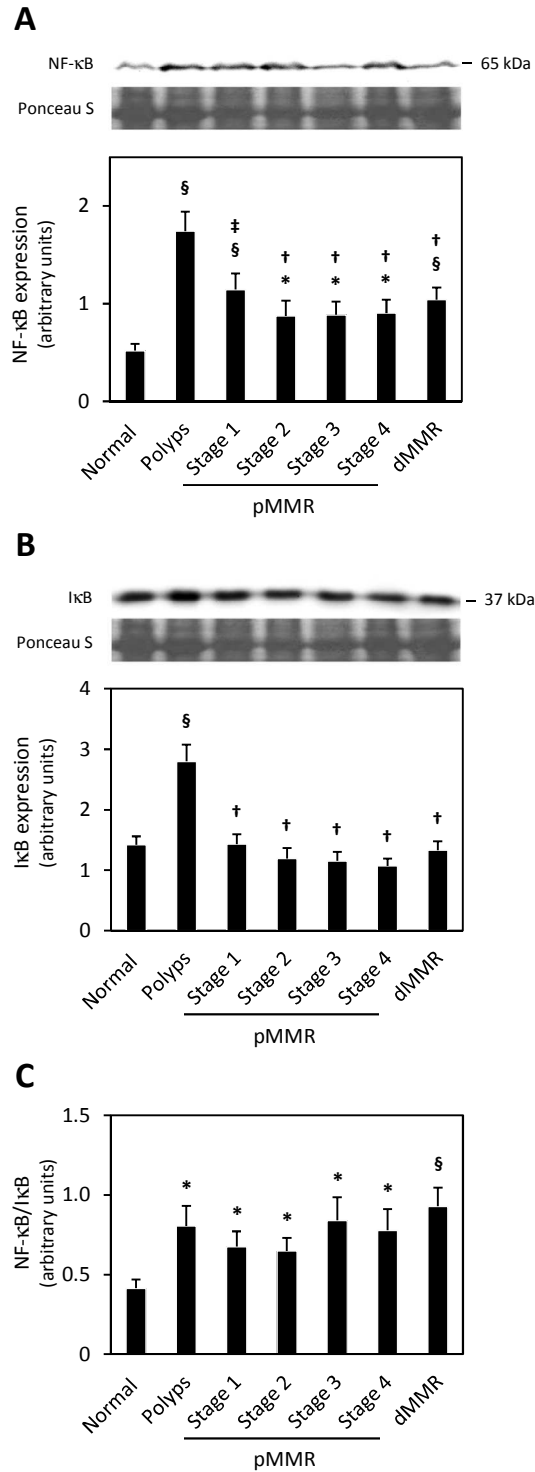 A
NF-κB
– 65 kDa
Ponceau S
NF-κB expression
(arbitrary units)
2
1
0
§
‡
§
†
*
†
*
†
*
†
§
Normal
Polyps
Stage 1
Stage 2
Stage 3
Stage 4
dMMR
pMMR
B
IκB
– 37 kDa
Ponceau S
IκB expression
(arbitrary units)
4
3
2
1
0
§
†
†
†
†
†
Normal
Polyps
Stage 1
Stage 2
Stage 3
Stage 4
dMMR
pMMR
C
NF-κB/IκB
(arbitrary units)
1.5
1.0
0.5
0
*
*
*
*
*
§
Normal
Polyps
Stage 1
Stage 2
Stage 3
Stage 4
dMMR
pMMR